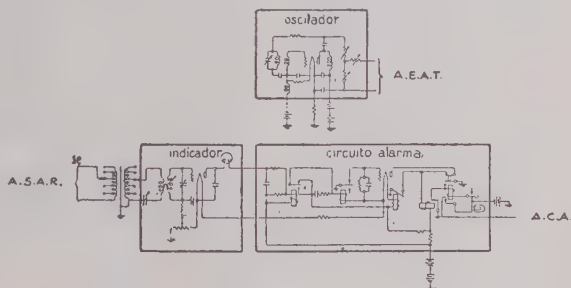 oscilador
A.E.A.T.
indicador
circuito alarma
A.S.A.R.
A.C.A